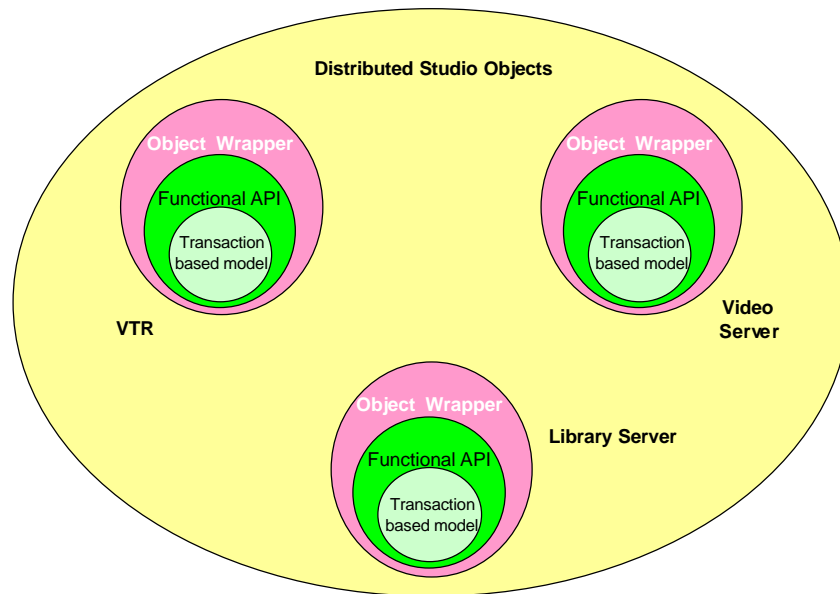 Distributed Studio Objects
Object Wrapper
Functional API
Transaction
based model
VTR
Object Wrapper
Functional API
Transaction
based model
Video
Server
Object Wrapper
Functional API
Transaction
based model
Library Server